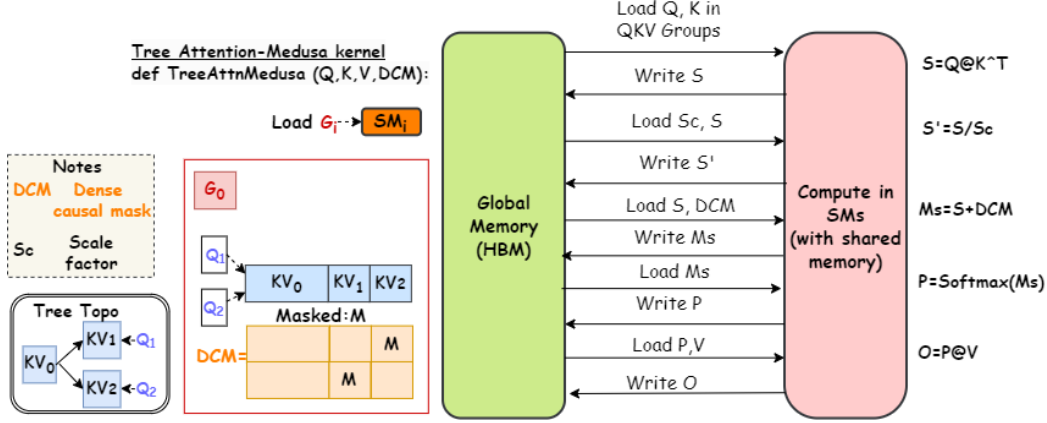 Tree Attention-Medusa kernel
def TreeAttnMedusa (Q,K,V,DCM):
Load Gi
SMi
Notes
DCM Dense causal mask
Sc Scale factor
Tree Topo
KV0
KV1
Q1
KV2
Q2
G0
Q1
Q2
KV0 KV1 KV2
Masked:M
DCM=
M
M
Global
Memory
(HBM)
Load Q, K in
QKV Groups
Write S
Load Sc, S
Write S'
Load S, DCM
Write Ms
Load Ms
Write P
Load P,V
Write O
Compute in
SMs
(with shared
memory)
S=Q@K^T
S'=S/Sc
Ms=S+DCM
P=Softmax(Ms)
O=P@V